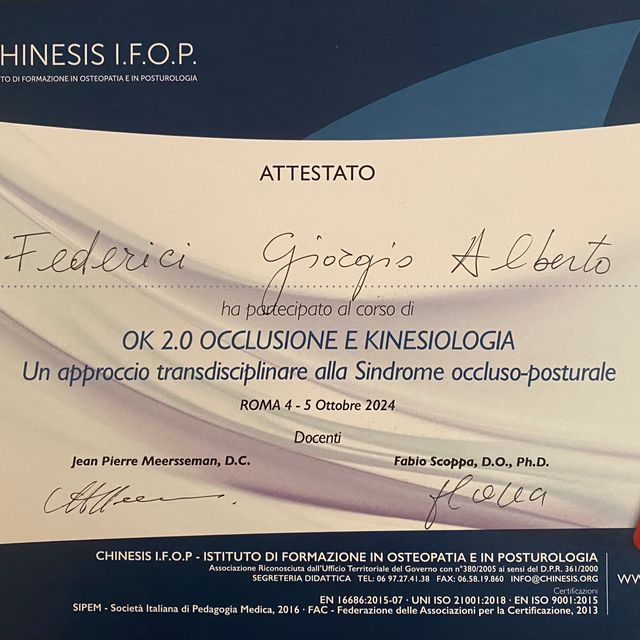 CHINESIS I.F.O.P.
TO DI FORMAZIONE IN OSTEOPATIA E IN POSTUROLOGIA
ATTESTATO
Federici Giorgio Alberto
ha partecipato al corso di
OK 2.0 OCCLUSIONE E KINESIOLOGIA
Un approccio transdisciplinare alla Sindrome occluso-posturale
ROMA 4 - 5 Ottobre 2024
Docenti
Jean Pierre Meersseman, D.C. Fabio Scoppa, D.O., Ph.D.
CHINESIS I.F.O.P - ISTITUTO DI FORMAZIONE IN OSTEOPATIA E IN POSTUROLOGIA
Associazione Riconosciuta dall'Ufficio Territoriale del Governo con n°380/2005 ai sensi del D.P.R. 361/2000
SEGRETERIA DIDATTICA TEL: 06 97.27.41.38 FAX: 06.58.19.860 INFO@CHINESIS.ORG
www.
Certificazioni
EN 16686:2015-07 · UNI ISO 21001:2018 · EN ISO 9001:2015
SIPEM - Società Italiana di Pedagogia Medica, 2016 · FAC - Federazione delle Associazioni per la Certificazione, 2013